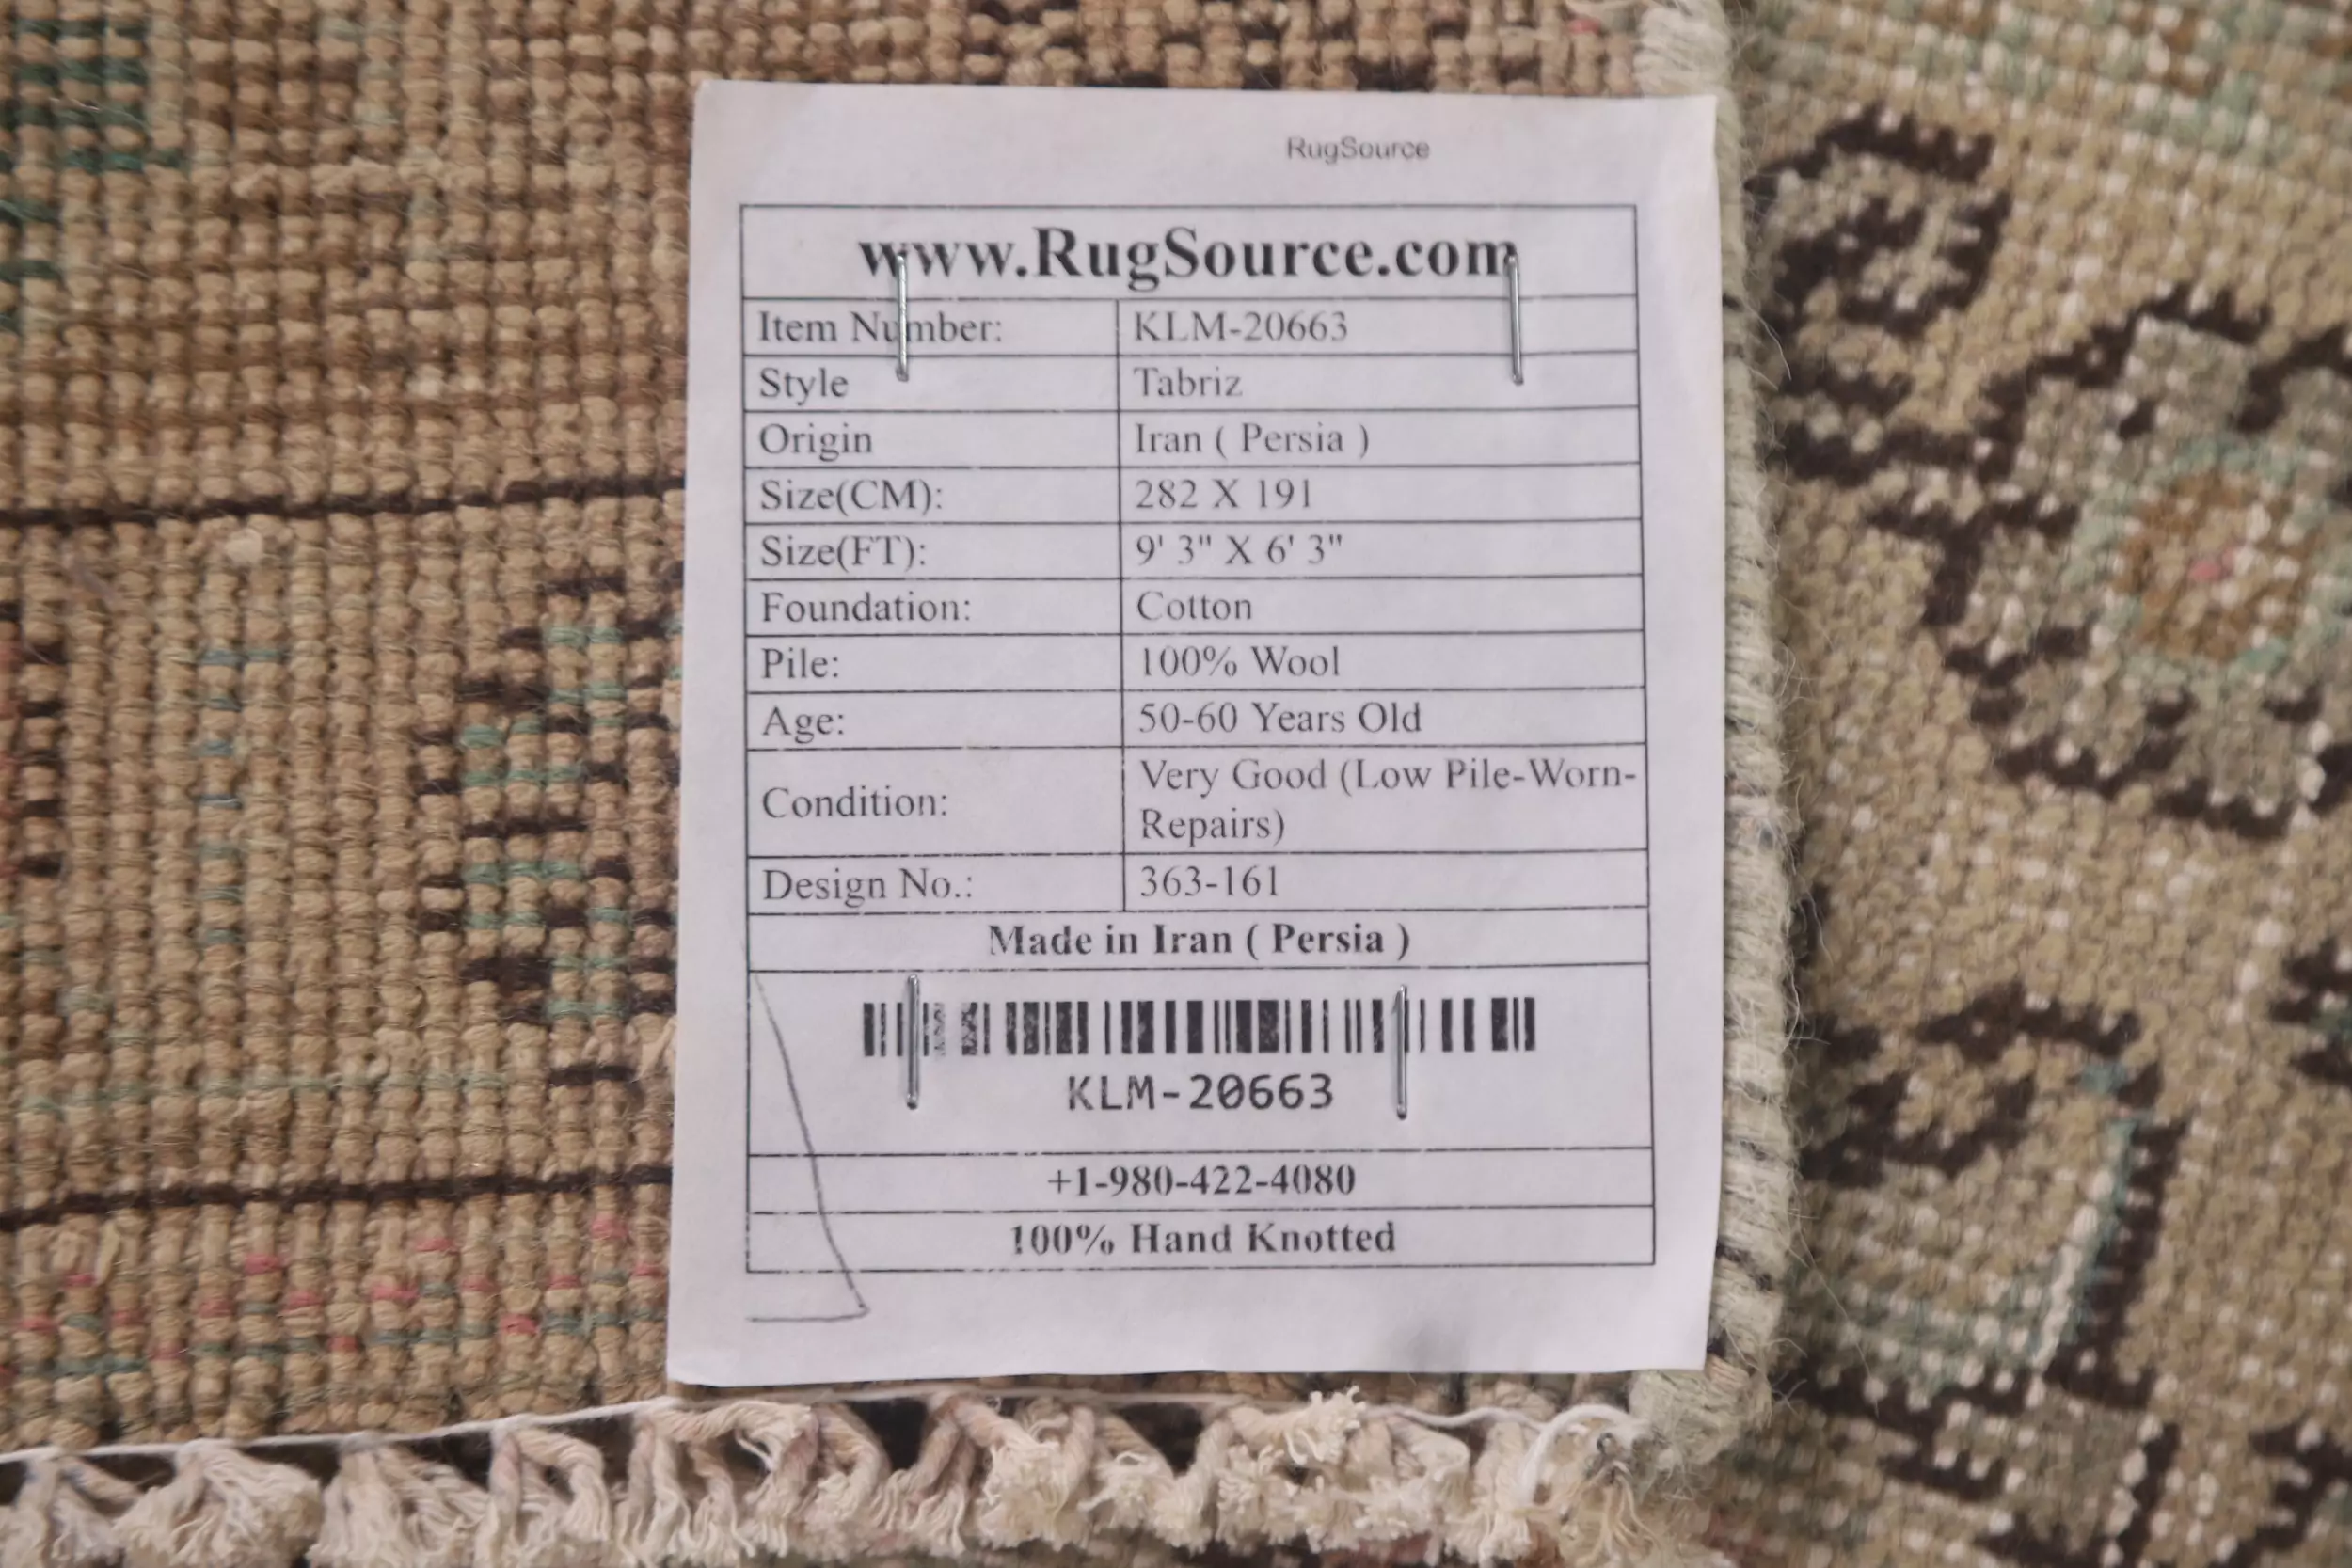 RugSource
www.RugSource.com
Item Number: KLM-20663
Style Tabriz
Origin Iran ( Persia )
Size(CM): 282 X 191
Size(FT): 9' 3" X 6' 3"
Foundation: Cotton
Pile: 100% Wool
Age: 50-60 Years Old
Condition: Very Good (Low Pile-Worn-
Repairs)
Design No.: 363-161
Made in Iran ( Persia )
KLM-20663
+1-980-422-4080
100% Hand Knotted